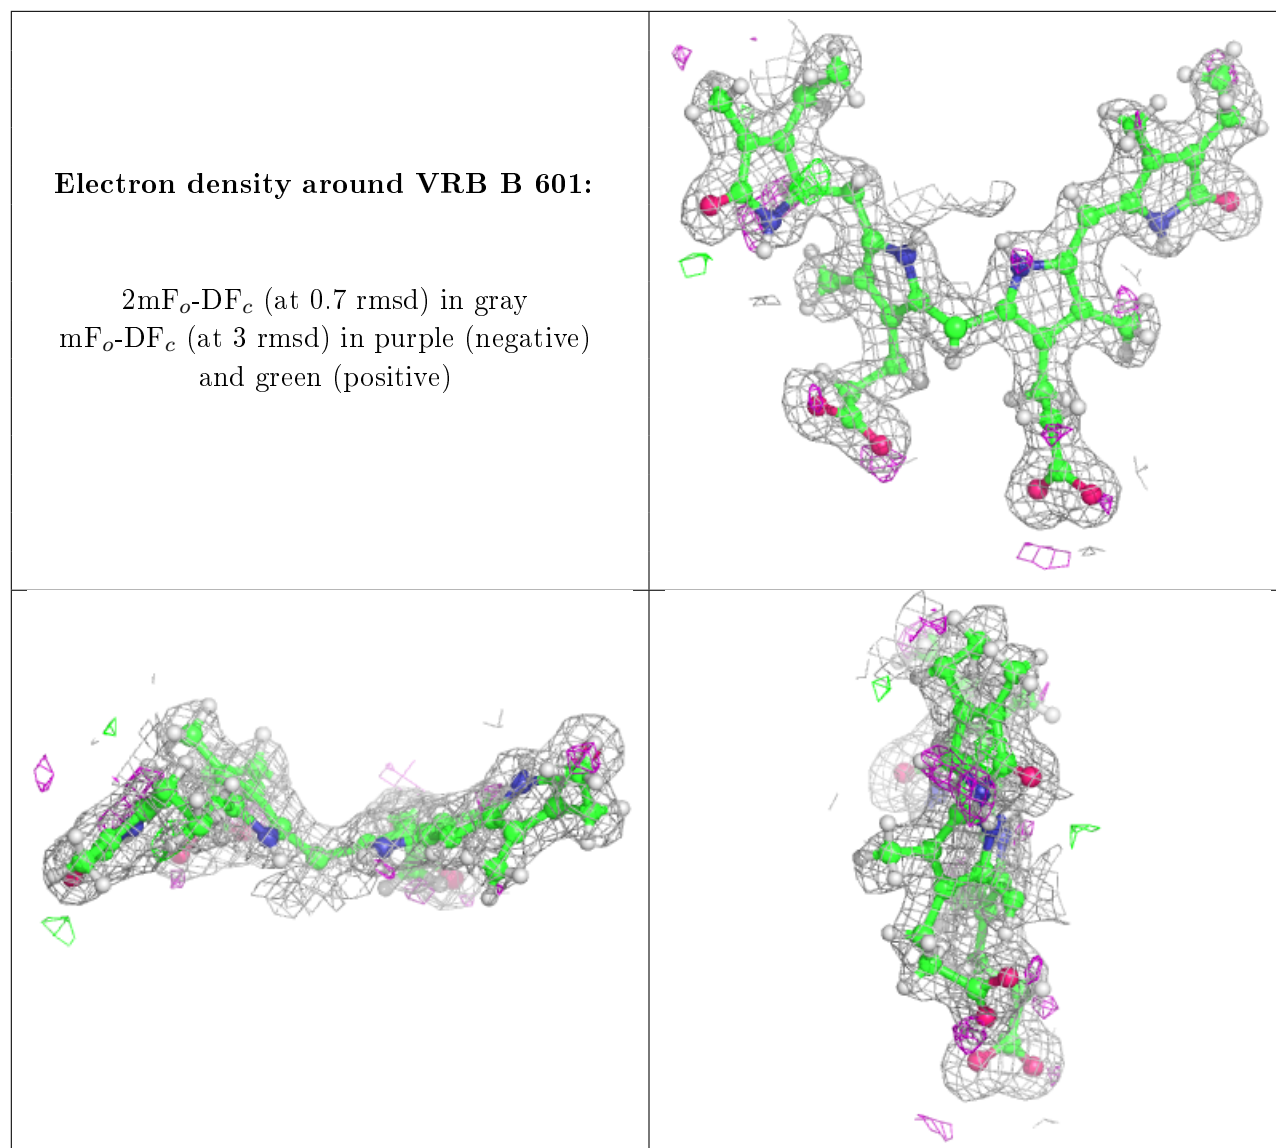 Electron density around VRB B 601:
2mFo-DFc (at 0.7 rmsd) in gray
mFo-DFc (at 3 rmsd) in purple (negative)
and green (positive)